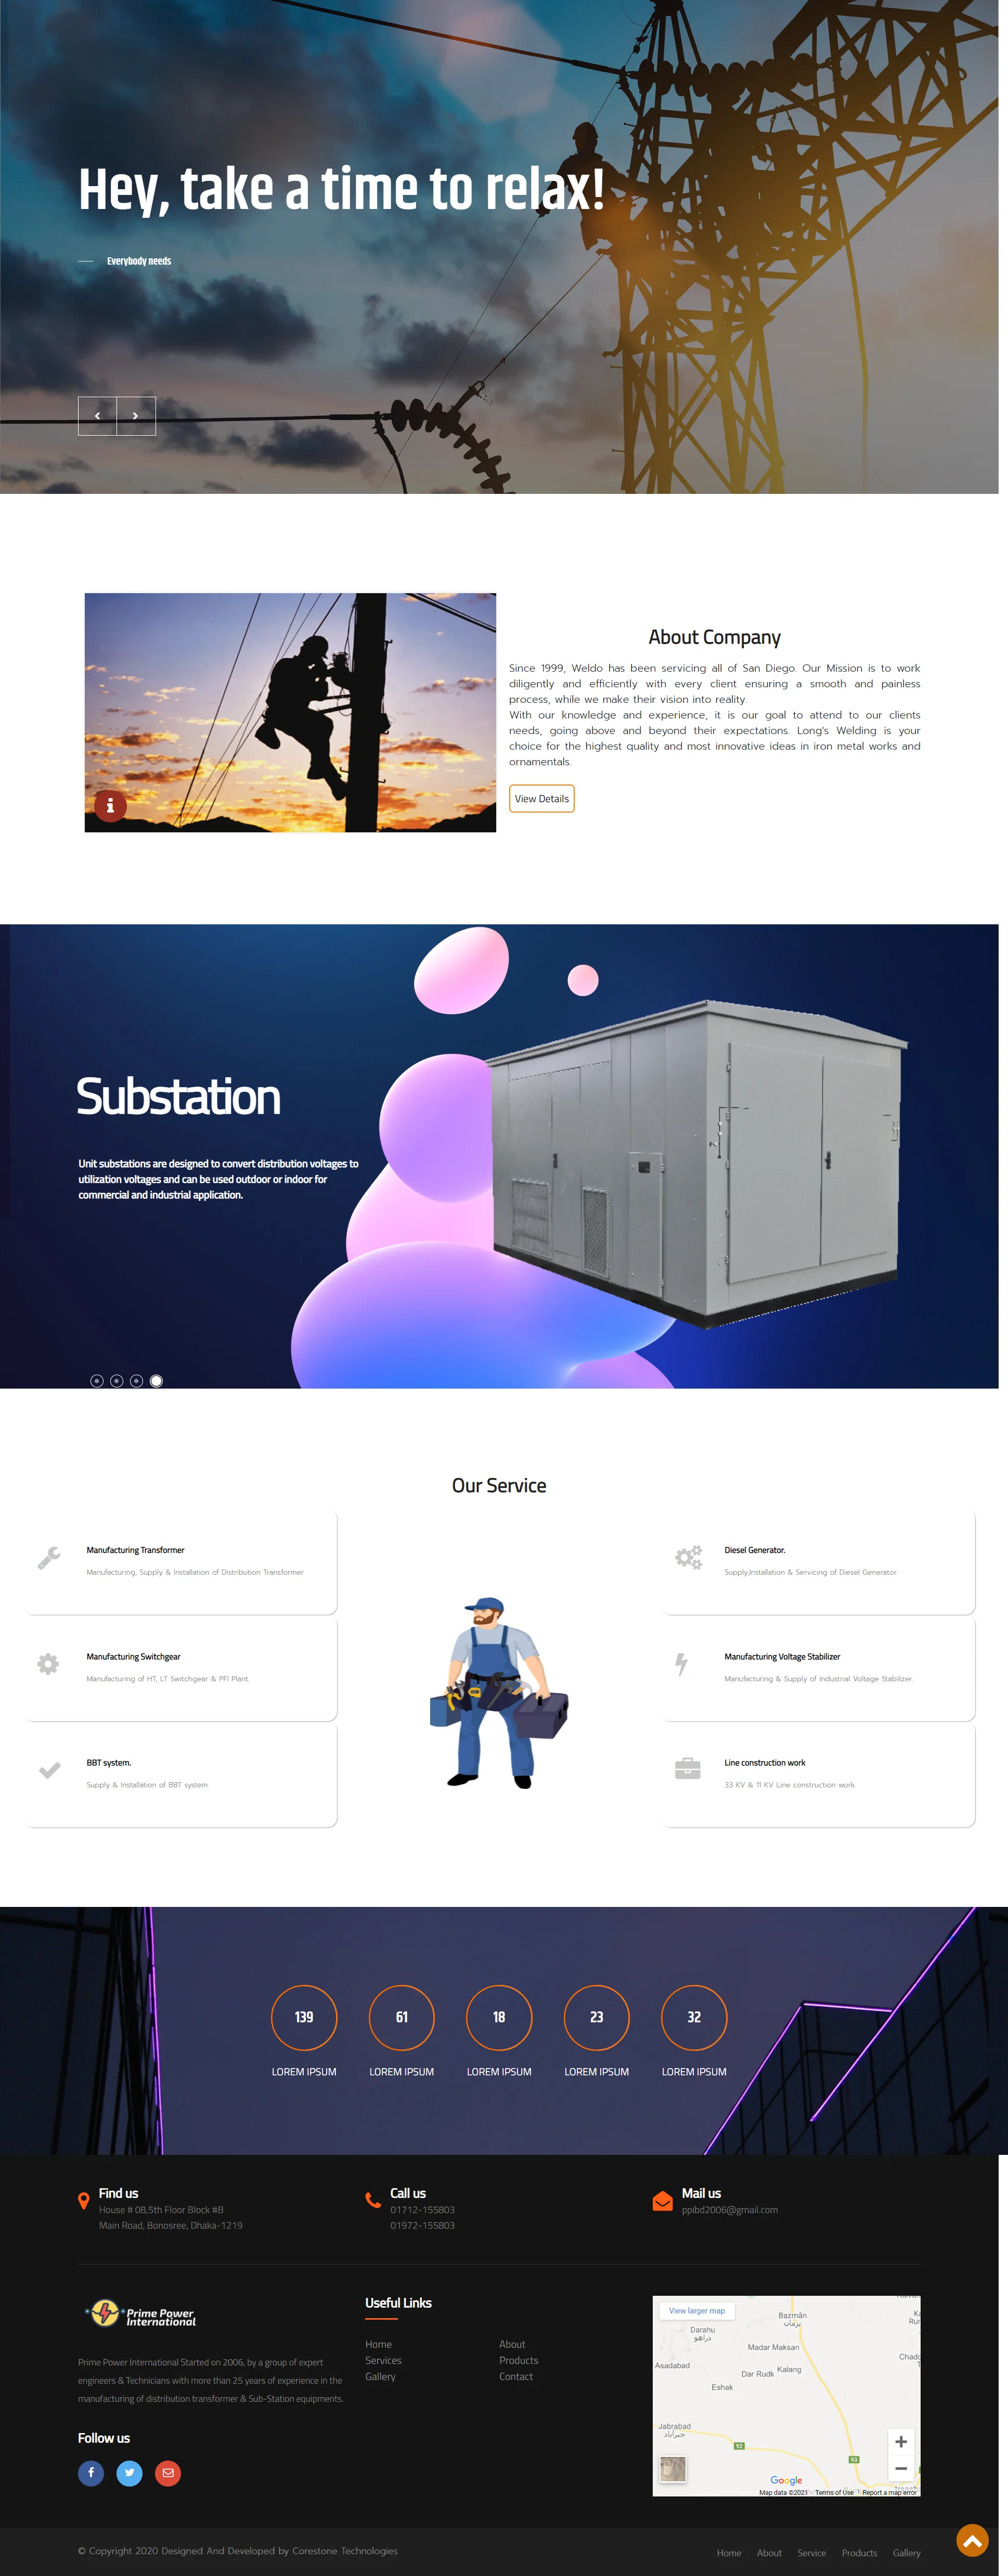 Hey, take a time to relax!
Everybody needs
About Company
Since 1999, Weldo has been servicing all of San Diego. Our Mission is to work
diligently and efficiently with every client ensuring a smooth and painless
process, while we make their vision into reality.
With our knowledge and experience, it is our goal to attend to our clients
needs, going above and beyond their expectations. Long's Welding is your
choice for the highest quality and most innovative ideas in iron metal works and
ornamentals.
View Details
Substation
Unit substations are designed to convert distribution voltages to
utilization voltages and can be used outdoor or indoor for
commercial and industrial application.
Our Service
Manufacturing Transformer
Manufacturing, Supply & Installation of Distribution Transformer
Manufacturing Switchgear
Manufacturing of HT, LT Switchgear & PFI Plant.
BBT system.
Supply & Installation of BBT system.
Diesel Generator.
Supply,Installation & Servicing of Diesel Generator.
Manufacturing Voltage Stabilizer
Manufacturing & Supply of Industrial Voltage Stabilizer.
Line construction work
33 KV & 11 KV Line construction work.
139 61 18 23 32
LOREM IPSUM LOREM IPSUM LOREM IPSUM LOREM IPSUM LOREM IPSUM
Find us
House # 08,5th Floor Block #B
Main Road, Bonosree, Dhaka-1219
Call us
01712-155803
01972-155803
Mail us
ppibd2006@gmail.com
Prime Power
International
Prime Power International Started on 2006, by a group of expert
engineers & Technicians with more than 25 years of experience in the
manufacturing of distribution transformer & Sub-Station equipments.
Follow us
Useful Links
Home About
Services Products
Gallery Contact
View larger map
Bazmān
بزمان
Darahu
دراهو
Madar Maksan
Asadabad
Dar Rudk Kalang
Eshak
Jabrabad
جبرآباد
92
93
Google
Map data ©2021 Terms of Use Report a map error
© Copyright 2020 Designed And Developed by Corestone Technologies
Home About Service Products Gallery